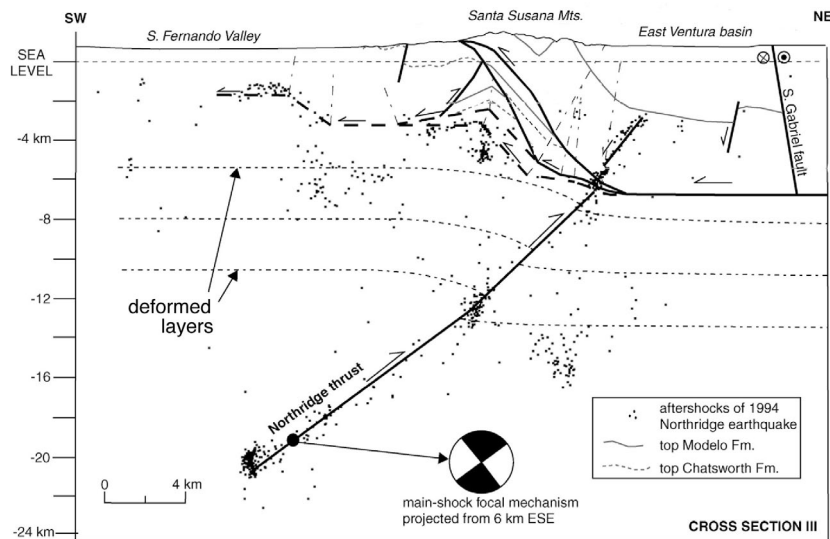 SW
S. Fernando Valley
Santa Susana Mts.
East Ventura basin
NE
SEA
LEVEL
-4 km
-8
-12
-16
-20
-24 km
S. Gabriel fault
deformed
layers
Northridge thrust
0 4 km
main-shock focal mechanism
projected from 6 km ESE
aftershocks of 1994
Northridge earthquake
top Modelo Fm.
top Chatsworth Fm.
CROSS SECTION III